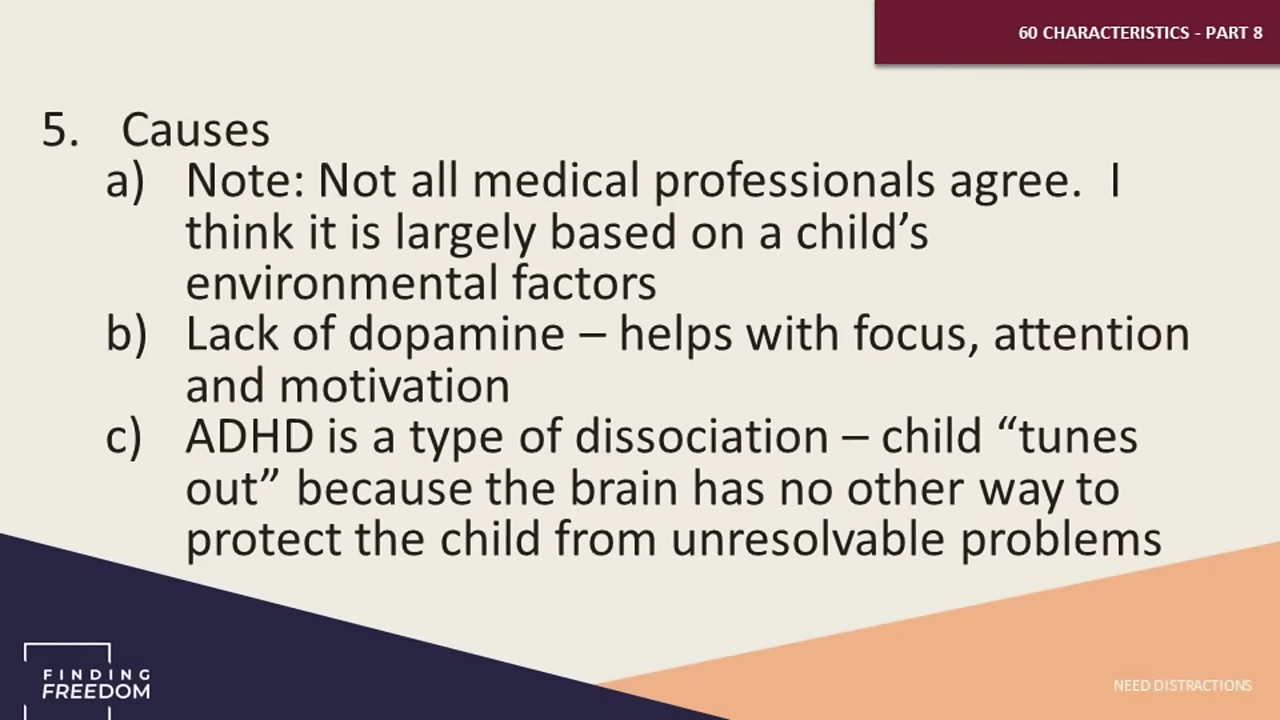 60 CHARACTERISTICS - PART 8
5. Causes
a) Note: Not all medical professionals agree.  I
think it is largely based on a child’s
environmental factors
b) Lack of dopamine – helps with focus, attention
and motivation
c) ADHD is a type of dissociation – child “tunes
out” because the brain has no other way to
protect the child from unresolvable problems
FINDING
FREEDOM
NEED DISTRACTIONS